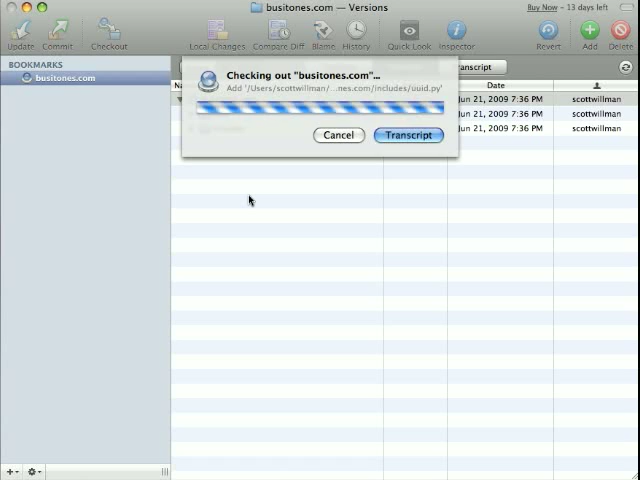 busitones.com — Versions
Buy Now – 13 days left
Update
Commit
Checkout
Local Changes
Compare Diff
Blame
History
Quick Look
Inspector
Revert
Add
Delete
BOOKMARKS
busitones.com
Checking out "busitones.com"...
Add '/Users/scottwillman/...nes.com/includes/uuid.py'
Cancel
Transcript
Date
Jun 21, 2009 7:36 PM scottwillman
Jun 21, 2009 7:36 PM scottwillman
Jun 21, 2009 7:36 PM scottwillman